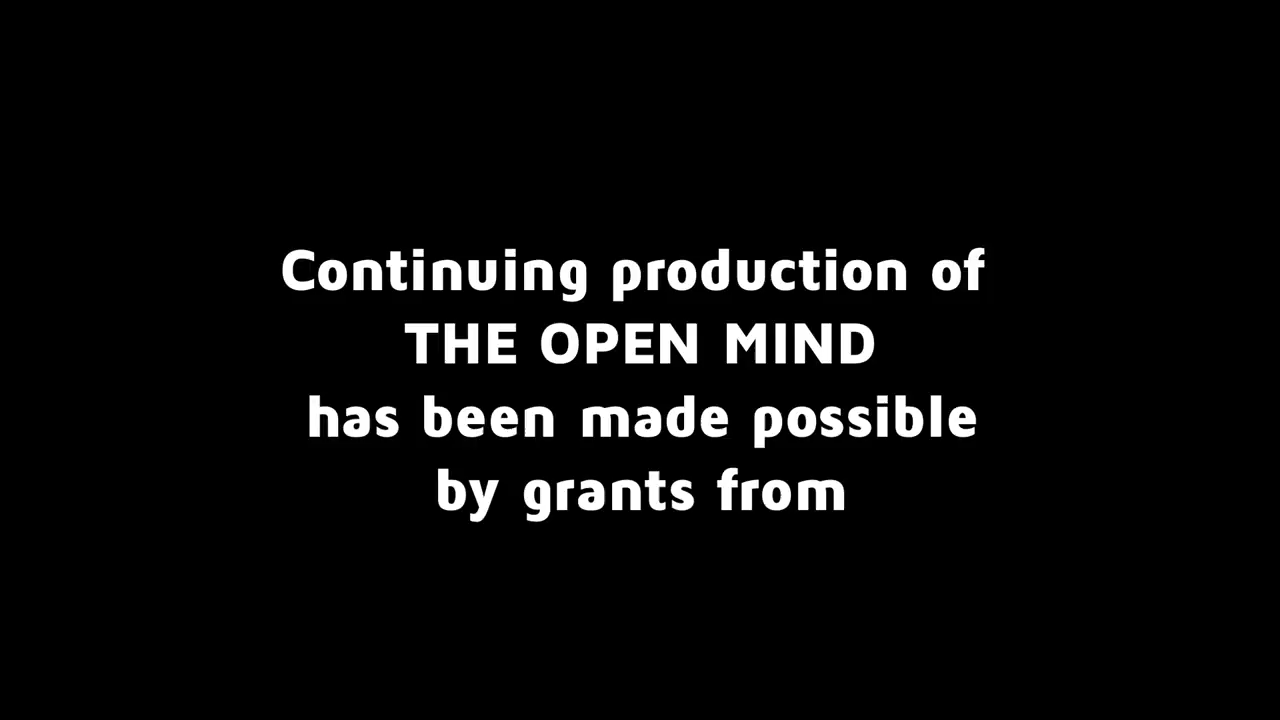 Continuing production of
THE OPEN MIND
has been made possible
by grants from